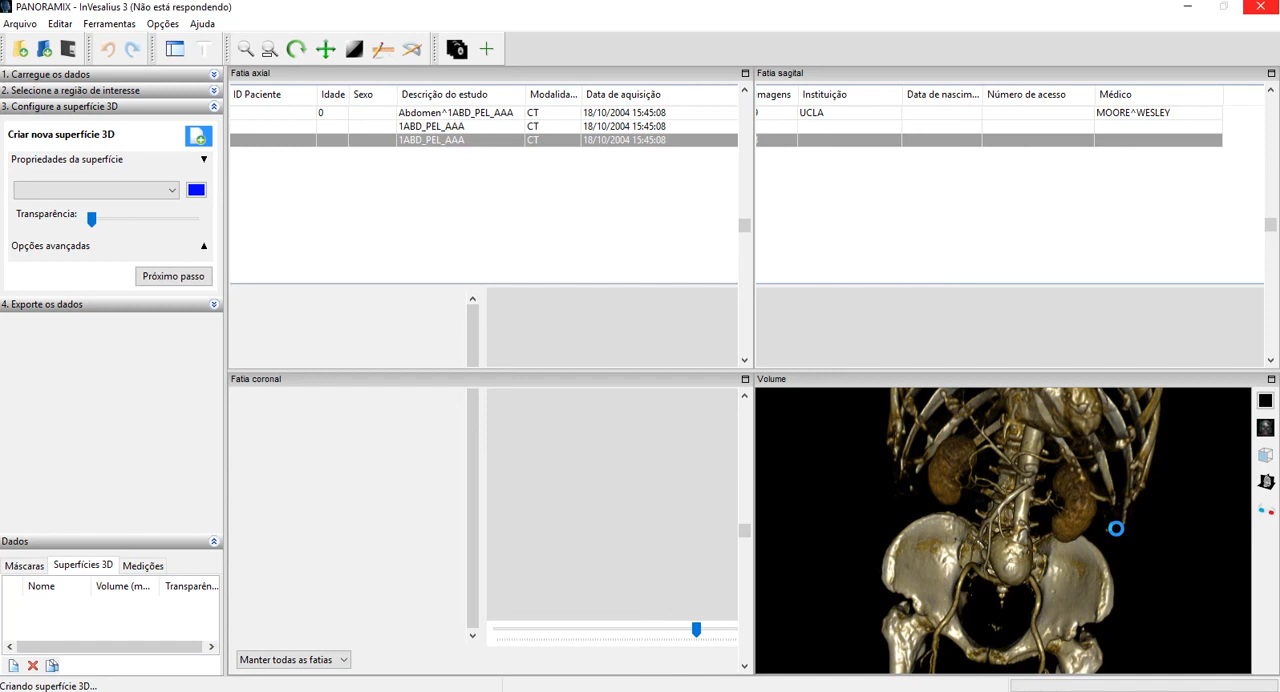 PANORAMIX - InVesalius 3 (Não está respondendo)
Arquivo Editar Ferramentas Opções Ajuda
1. Carregue os dados
2. Selecione a região de interesse
3. Configure a superfície 3D
Criar nova superfície 3D
Propriedades da superfície
Transparência:
Opções avançadas
Próximo passo
4. Exporte os dados
Dados
Máscaras Superfícies 3D Medições
Nome Volume (m... Transparên...
Criando superfície 3D...
Fatia axial
ID Paciente Idade Sexo Descrição do estudo Modalida... Data de aquisição
0 Abdomen^1ABD_PEL_AAA CT 18/10/2004 15:45:08
1ABD_PEL_AAA CT 18/10/2004 15:45:08
1ABD_PEL_AAA CT 18/10/2004 15:45:08
Fatia sagital
magens Instituição Data de nascim... Número de acesso Médico
UCLA MOORE^WESLEY
Fatia coronal
Manter todas as fatias
Volume